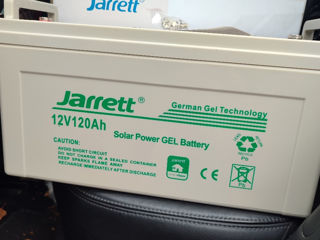 Jarrett
Jarrett®
German Gel Technology
12V120Ah
Solar Power GEL Battery
CAUTION:
AVOID SHORT CIRCUIT
DO NOT CHARGE IN A SEALED CONTAINER
KEEP SPARKS FLAME AWAY
RECHARGE IMMEDIATELY AFTER DISCHARGE
Pb
CE
Pb